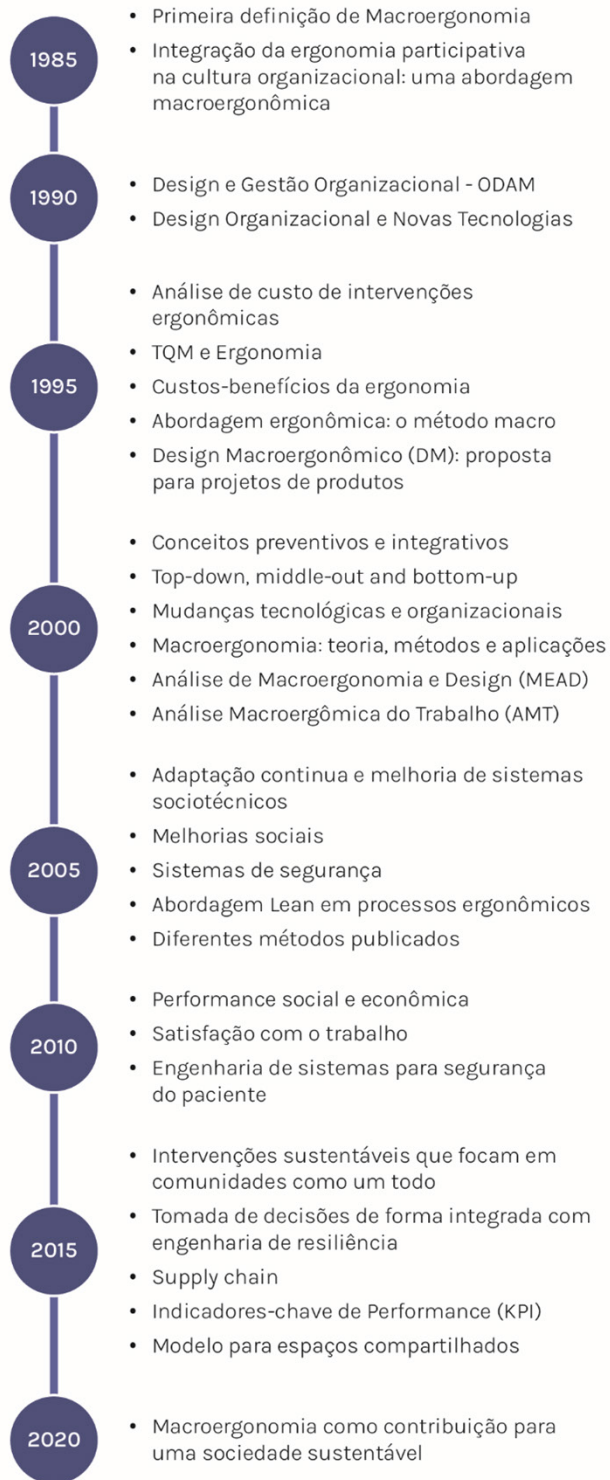 1985
• Primeira definição de Macroergonomia
• Integração da ergonomia participativa
na cultura organizacional: uma abordagem
macroergonômica
1990
• Design e Gestão Organizacional - ODAM
• Design Organizacional e Novas Tecnologias
1995
• Análise de custo de intervenções
ergonômicas
• TQM e Ergonomia
• Custos-benefícios da ergonomia
• Abordagem ergonômica: o método macro
• Design Macroergonômico (DM): proposta
para projetos de produtos
2000
• Conceitos preventivos e integrativos
• Top-down, middle-out and bottom-up
• Mudanças tecnológicas e organizacionais
• Macroergonomia: teoria, métodos e aplicações
• Análise de Macroergonomia e Design (MEAD)
• Análise Macroergômica do Trabalho (AMT)
2005
• Adaptação continua e melhoria de sistemas
sociotécnicos
• Melhorias sociais
• Sistemas de segurança
• Abordagem Lean em processos ergonômicos
• Diferentes métodos publicados
2010
• Performance social e econômica
• Satisfação com o trabalho
• Engenharia de sistemas para segurança
do paciente
2015
• Intervenções sustentáveis que focam em
comunidades como um todo
• Tomada de decisões de forma integrada com
engenharia de resiliência
• Supply chain
• Indicadores-chave de Performance (KPI)
• Modelo para espaços compartilhados
2020
• Macroergonomia como contribuição para
uma sociedade sustentável